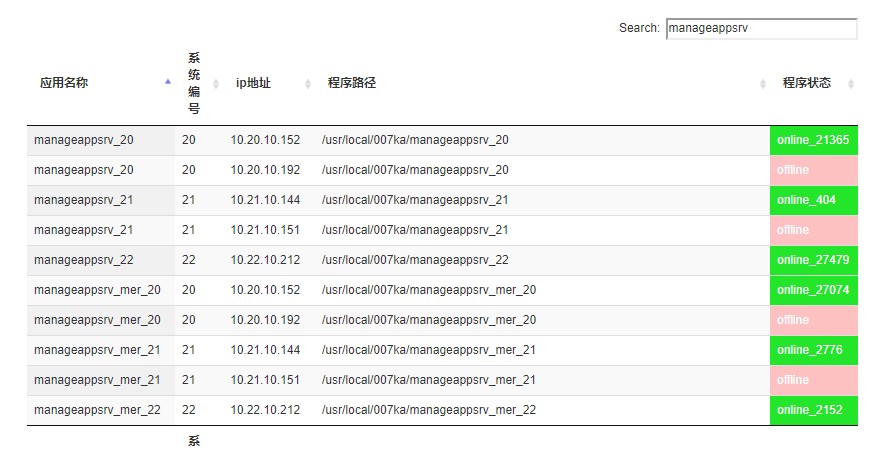 Search: manageappsrv
应用名称 系统编号 ip地址 程序路径 程序状态
manageappsrv_20 20 10.20.10.152 /usr/local/007ka/manageappsrv_20 online_21365
manageappsrv_20 20 10.20.10.192 /usr/local/007ka/manageappsrv_20 offline
manageappsrv_21 21 10.21.10.144 /usr/local/007ka/manageappsrv_21 online_404
manageappsrv_21 21 10.21.10.151 /usr/local/007ka/manageappsrv_21 offline
manageappsrv_22 22 10.22.10.212 /usr/local/007ka/manageappsrv_22 online_27479
manageappsrv_mer_20 20 10.20.10.152 /usr/local/007ka/manageappsrv_mer_20 online_27074
manageappsrv_mer_20 20 10.20.10.192 /usr/local/007ka/manageappsrv_mer_20 offline
manageappsrv_mer_21 21 10.21.10.144 /usr/local/007ka/manageappsrv_mer_21 online_2776
manageappsrv_mer_21 21 10.21.10.151 /usr/local/007ka/manageappsrv_mer_21 offline
manageappsrv_mer_22 22 10.22.10.212 /usr/local/007ka/manageappsrv_mer_22 online_2152
系